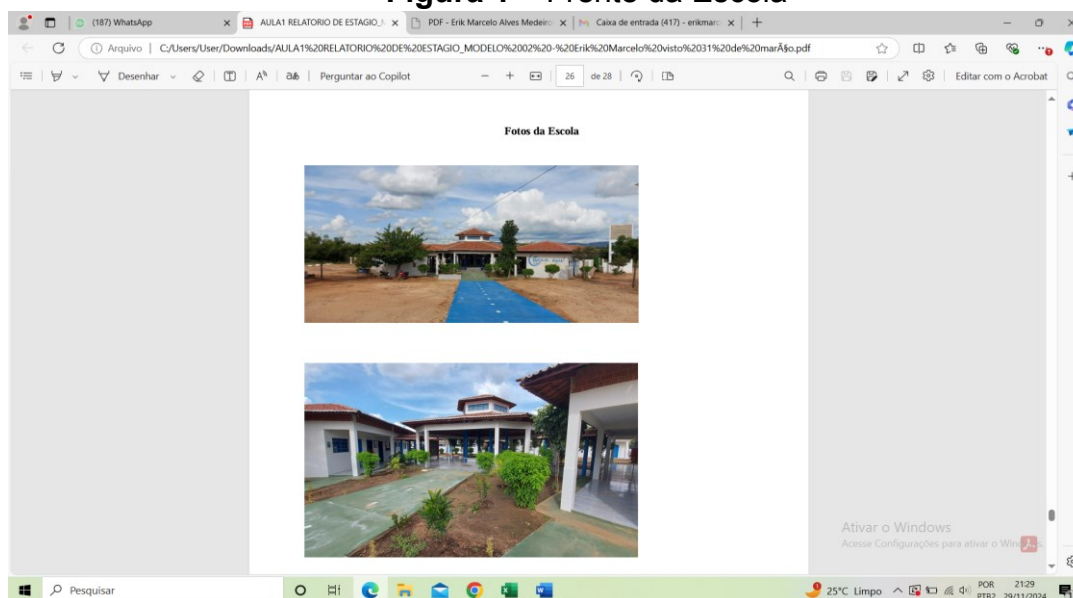 Figura 1 - Frente da Escola
(187) WhatsApp
AULA1 RELATORIO DE ESTAGIO_
PDF - Erik Marcelo Alves Medeiro
Caixa de entrada (417) - erikmarc
Arquivo
C:/Users/User/Downloads/AULA1%20RELATORIO%20DE%20ESTAGIO_MODELO%2002%20-%20Erik%20Marcelo%20visto%2031%20de%20março.pdf
Desenhar
Perguntar ao Copilot
26 de 28
Editar com o Acrobat
Fotos da Escola
Ativar o Windows
Acesse Configurações para ativar o Windows.
Pesquisar
25°C Limpo
POR
PTB2
21:29
29/11/2024